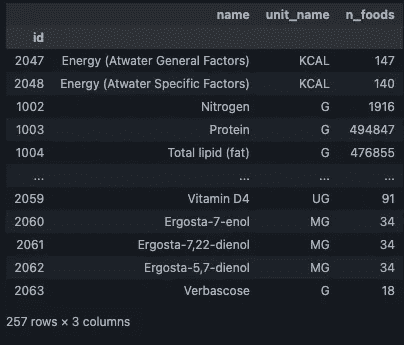 name unit_name n_foods
id
2047 Energy (Atwater General Factors) KCAL 147
2048 Energy (Atwater Specific Factors) KCAL 140
1002 Nitrogen G 1916
1003 Protein G 494847
1004 Total lipid (fat) G 476855
... ... ... ...
2059 Vitamin D4 UG 91
2060 Ergosta-7-enol MG 34
2061 Ergosta-7,22-dienol MG 34
2062 Ergosta-5,7-dienol MG 34
2063 Verbascose G 18
257 rows × 3 columns